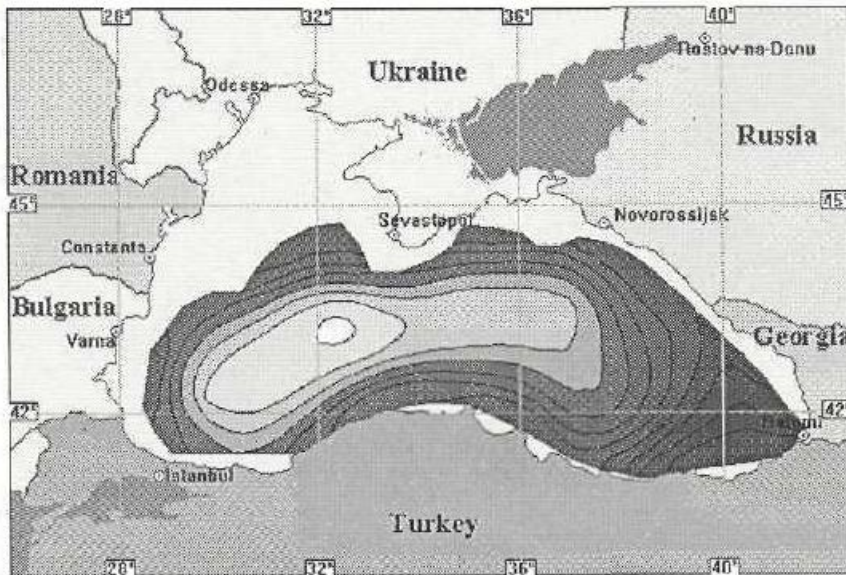 28° 32° 36° 40°
Rostov-na-Donu
Odessa
Ukraine
Russia
Romania
45° 45°
Sevastopol
Novorossijsk
Constanta
Bulgaria
Varna
Georgia
42° 42°
Istanbul
Turkey
28° 32° 36° 40°